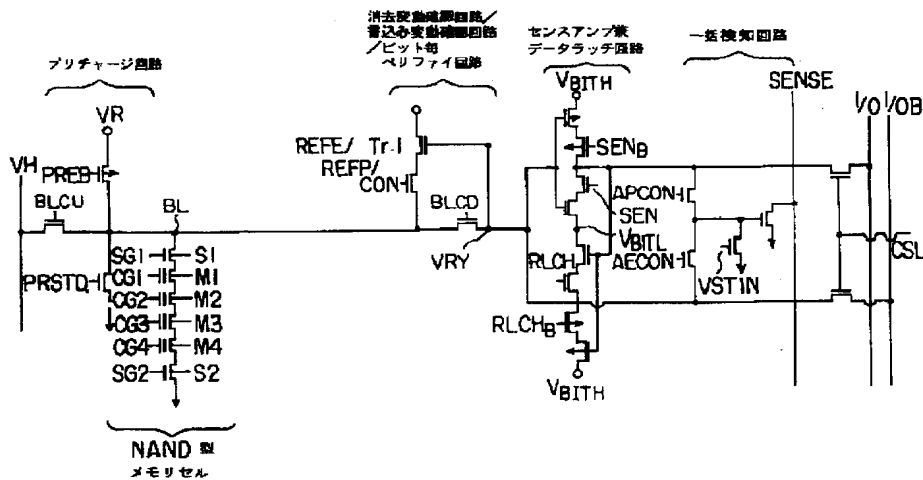 消去変動確認回路/
書込み変動確認回路
/ビット毎
ベリファイ回路
センスアンプ兼
データラッチ回路
一括検知回路
プリチャージ回路
VBITH
SENSE
I/O
I/OB
VR
VH
PREB
REFE/
Tr.1
REFP/
CON
SENB
BLCU
BL
BLCD
APCON
SEN
VBITL
VRY
RLCH
AECON
VSTIN
CSL
PRSTD
SG1
S1
CG1
M1
CG2
M2
CG3
M3
CG4
M4
SG2
S2
RLCHB
VBITH
NAND型
メモリセル